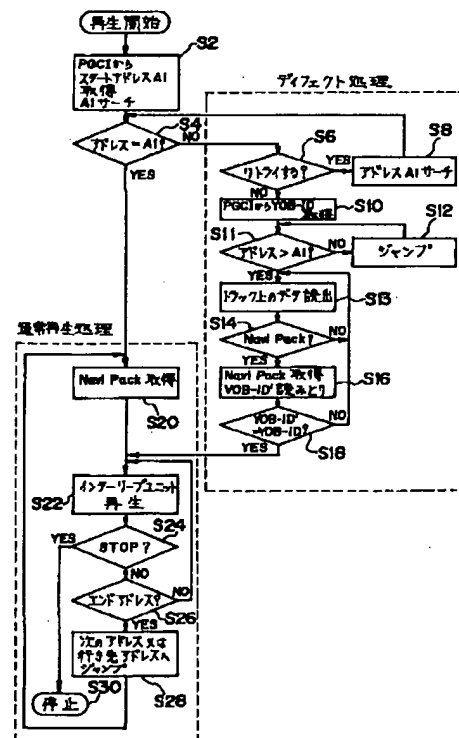 再生開始
S2
PGCIから
スタートアドレスA1
取得
A1サーチ
ディフェクト処理
S4
アドレス=A1?
NO
YES
S6
リトライする?
YES
S8
アドレスA1サーチ
NO
S10
PGCIからVOB-ID
取得
S11
アドレス>A1?
NO
S12
ジャンプ
YES
トラック上のデータ読出
S13
S14
Navi Pack?
NO
YES
Navi Pack取得
VOB-ID'読みとり
S16
VOB-ID'
=VOB-ID?
NO
S18
YES
通常再生処理
Navi Pack 取得
S20
インターリーブユニット
再生
S22
S24
YES
STOP?
NO
エンドアドレス?
NO
S26
YES
次のアドレス又は
行き先アドレスへ
ジャンプ
S28
S30
停止